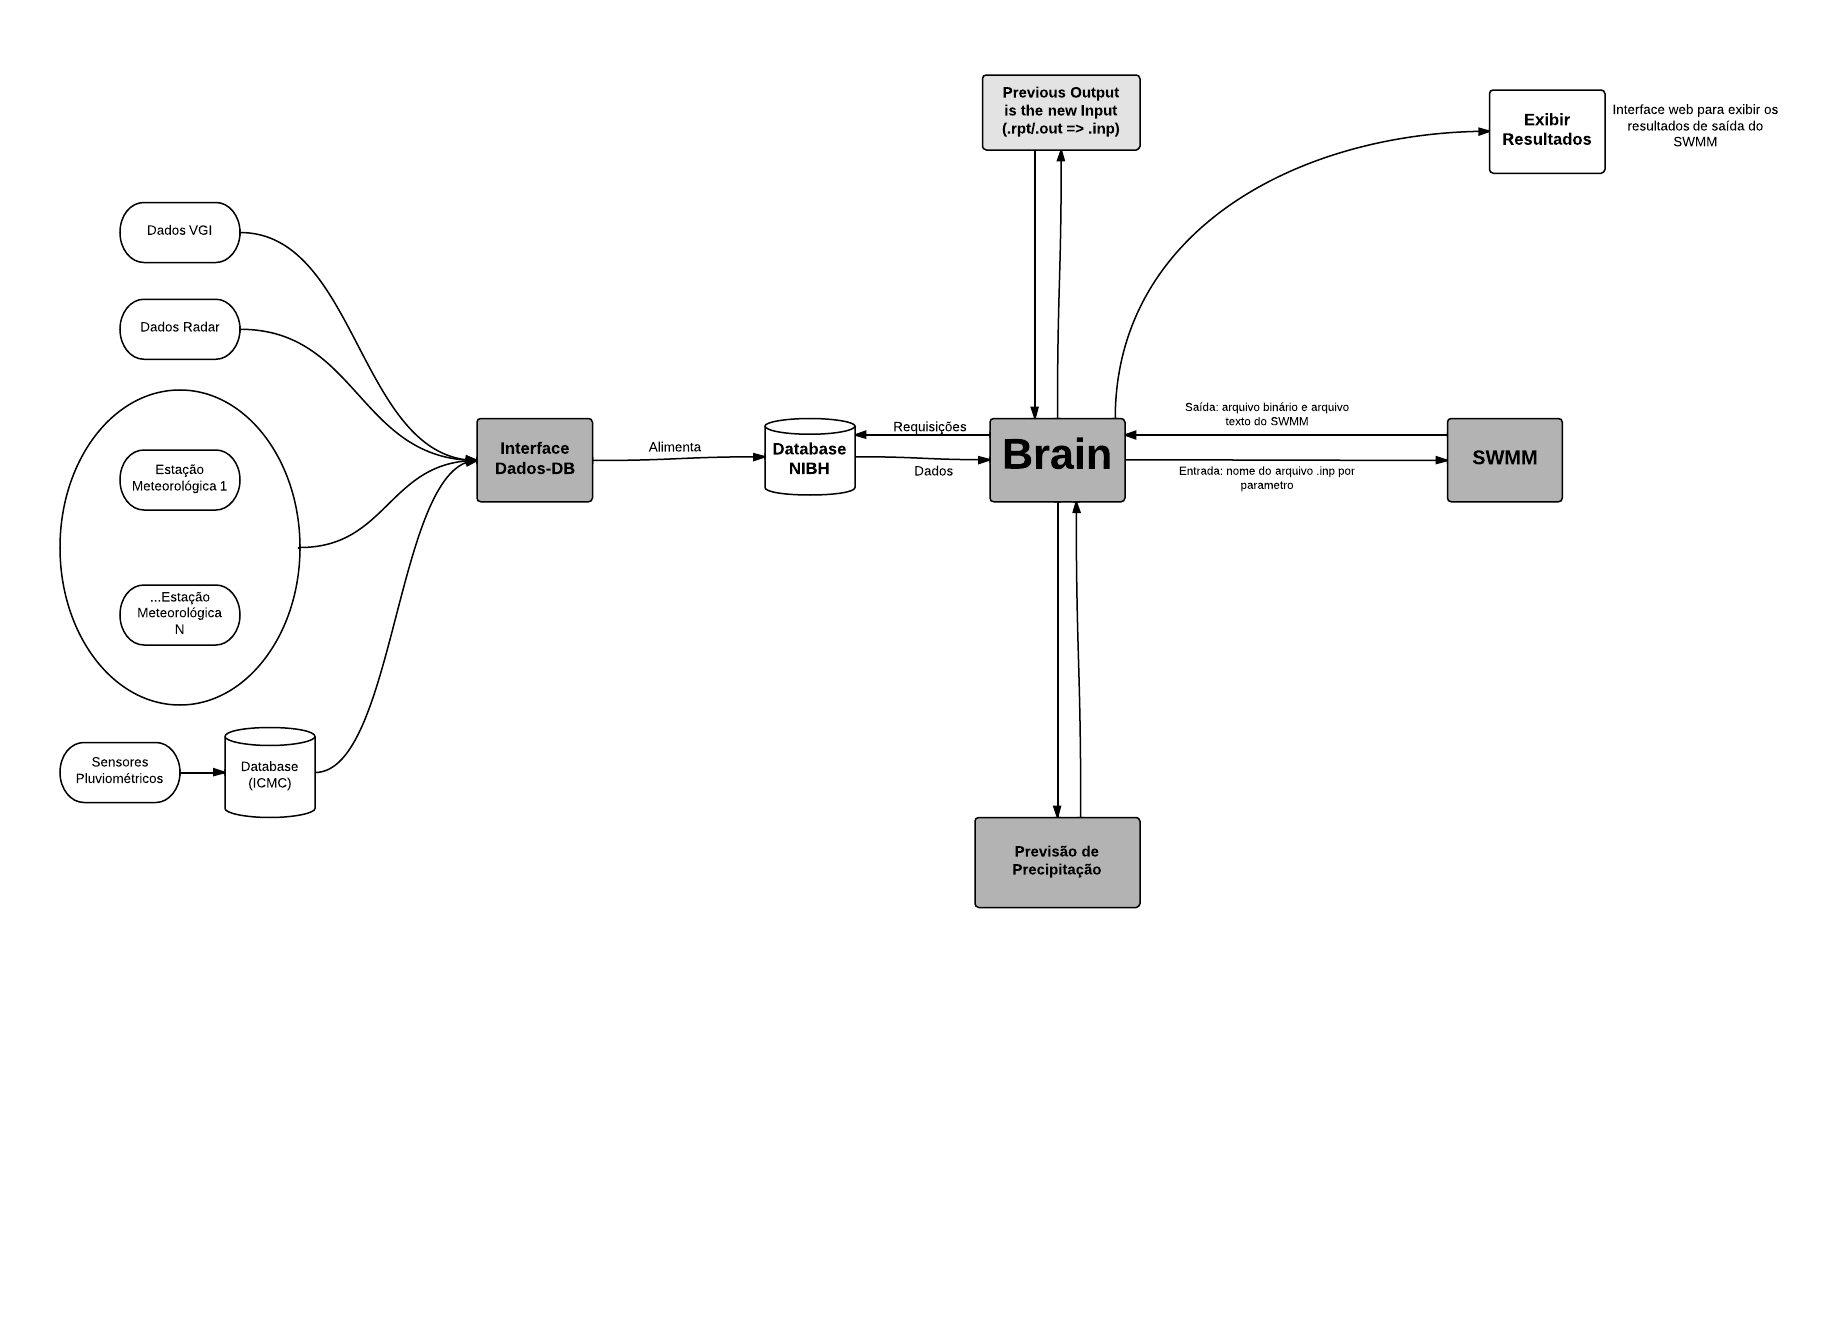 Previous Output
is the new Input
(.rpt/.out => .inp)
Exibir
Resultados
Interface web para exibir os
resultados de saída do
SWMM
Dados VGI
Dados Radar
Estação
Meteorológica 1
...Estação
Meteorológica
N
Sensores
Pluviométricos
Database
(ICMC)
Interface
Dados-DB
Alimenta
Database
NIBH
Requisições
Dados
Brain
Saída: arquivo binário e arquivo
texto do SWMM
Entrada: nome do arquivo .inp por
parametro
SWMM
Previsão de
Precipitação